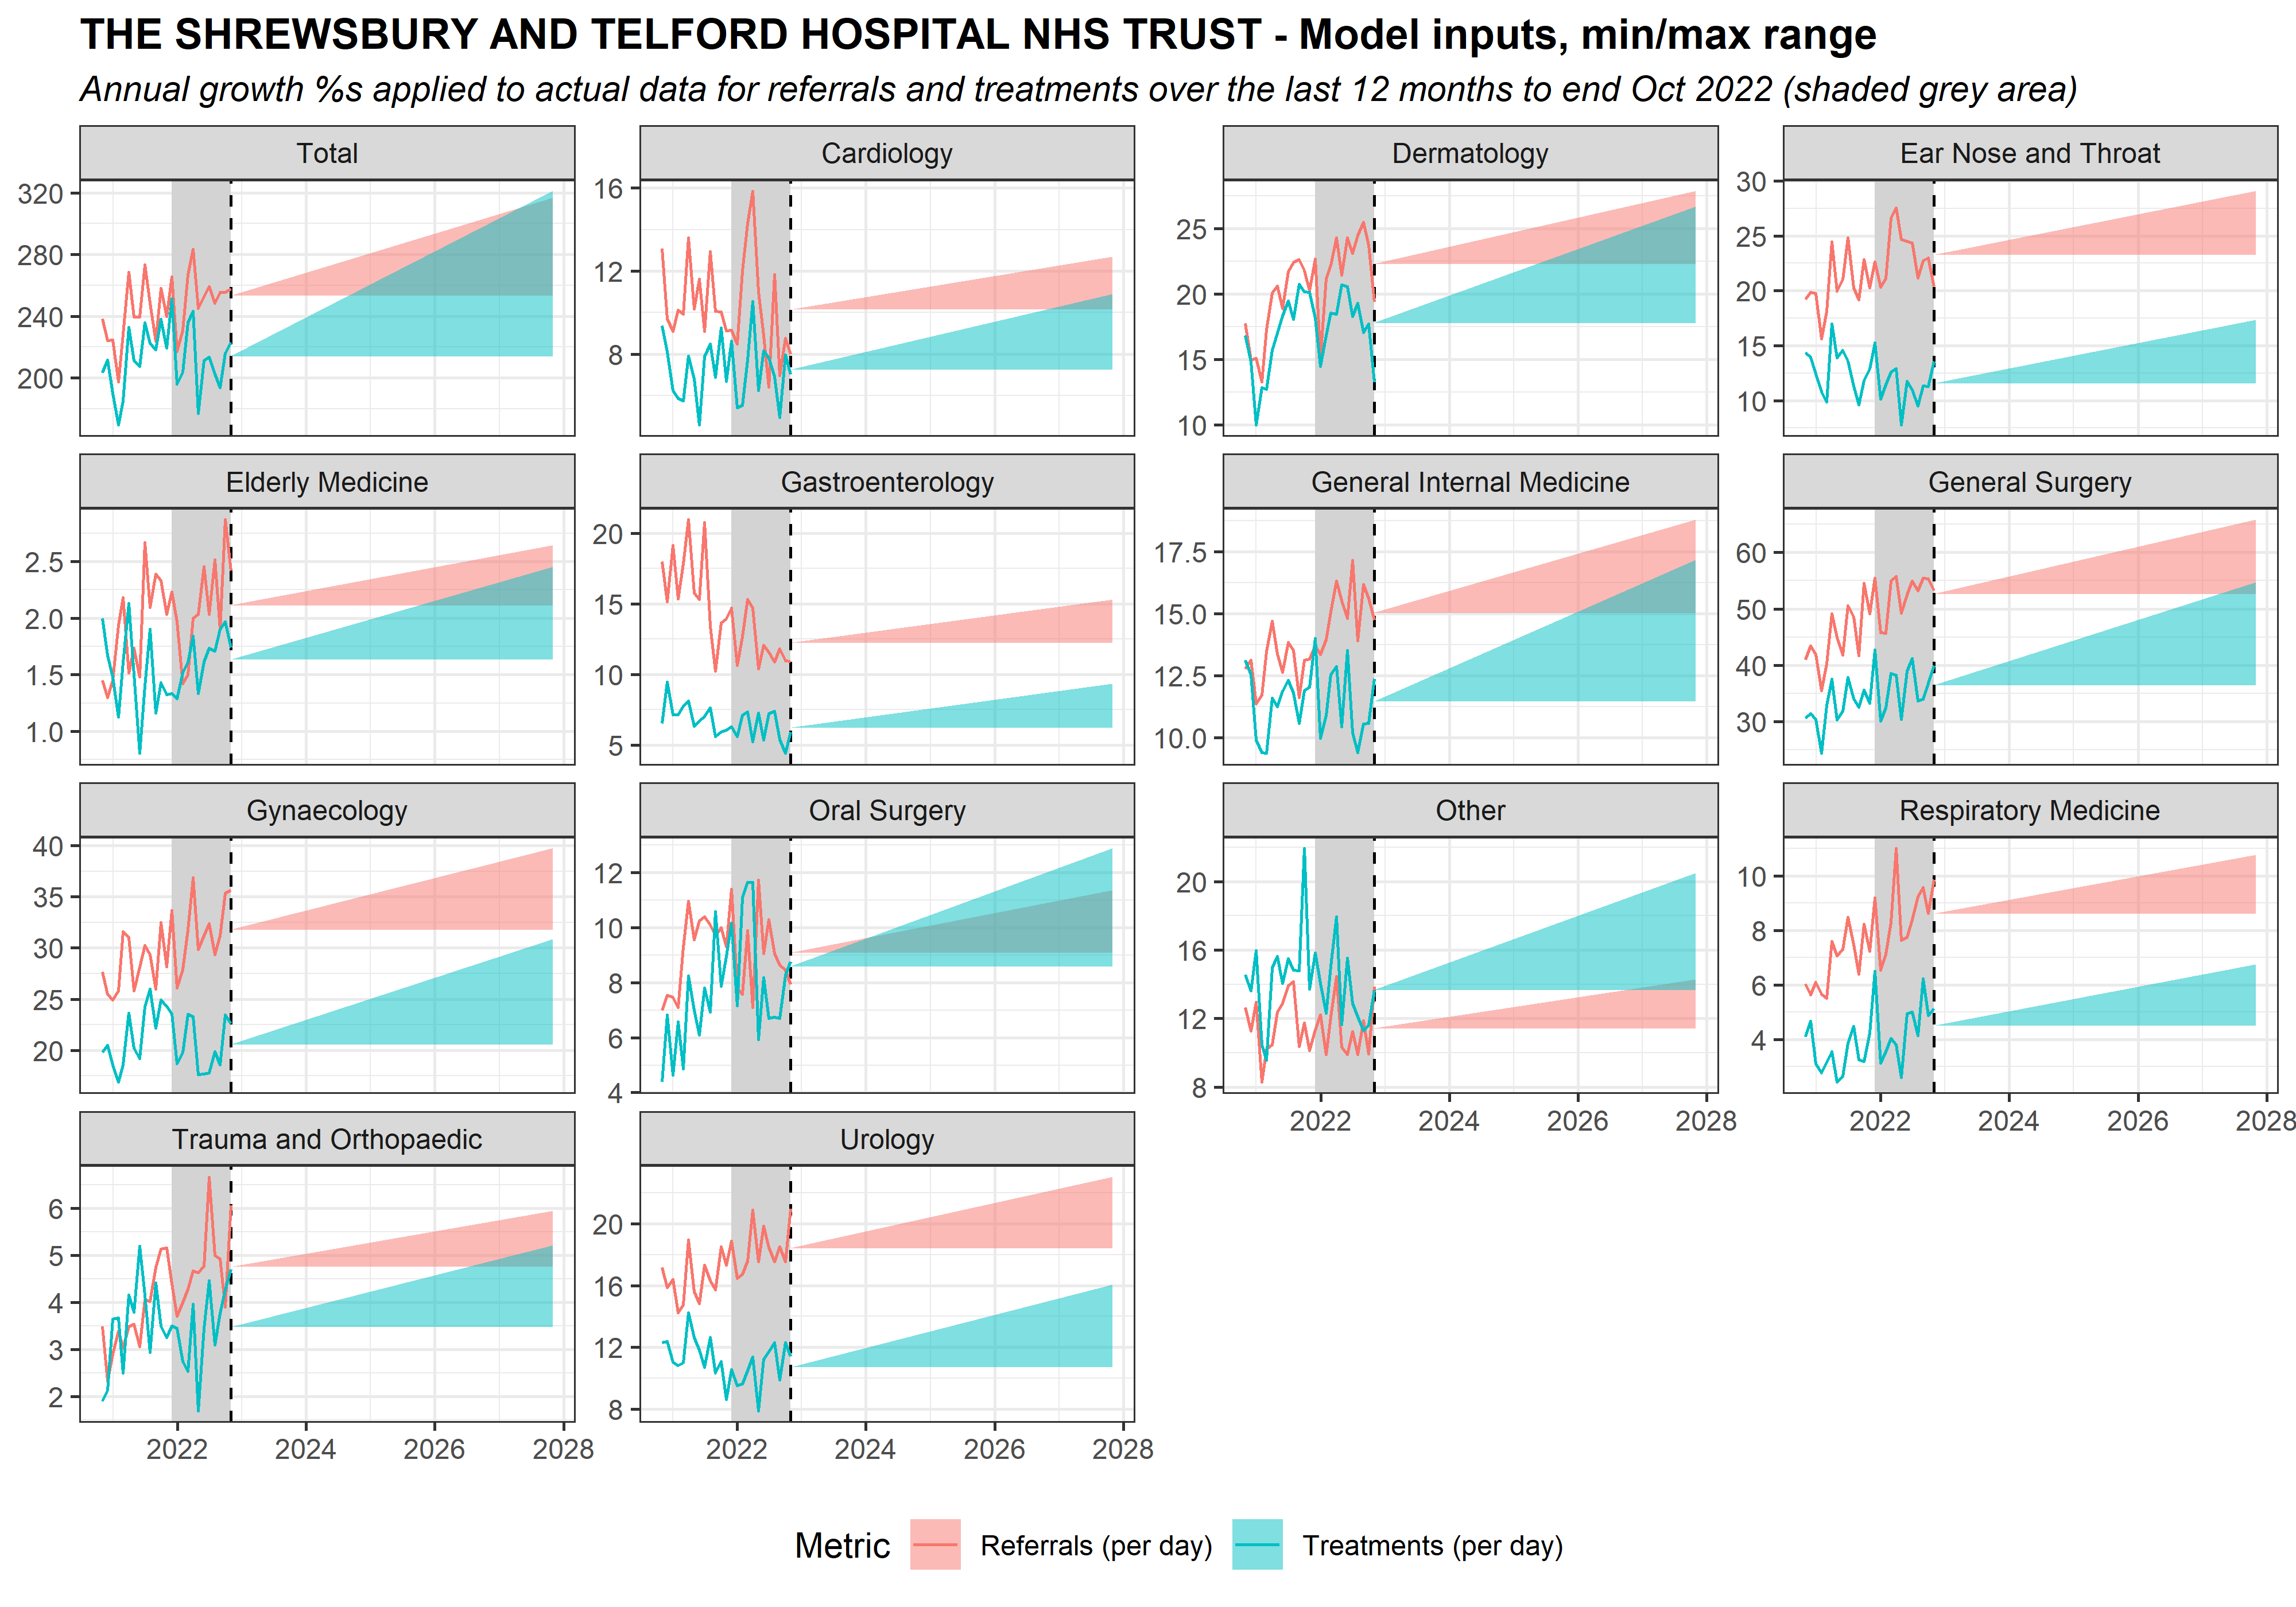 THE SHREWSBURY AND TELFORD HOSPITAL NHS TRUST - Model inputs, min/max range
Annual growth %s applied to actual data for referrals and treatments over the last 12 months to end Oct 2022 (shaded grey area)
Total
Cardiology
Dermatology
Ear Nose and Throat
320
280
240
200
16
12
8
25
20
15
10
30
25
20
15
10
Elderly Medicine
Gastroenterology
General Internal Medicine
General Surgery
2.5
2.0
1.5
1.0
20
15
10
5
17.5
15.0
12.5
10.0
60
50
40
30
Gynaecology
Oral Surgery
Other
Respiratory Medicine
40
35
30
25
20
12
10
8
6
4
20
16
12
8
10
8
6
4
2022 2024 2026 2028
2022 2024 2026 2028
Trauma and Orthopaedic
Urology
6
5
4
3
2
20
16
12
8
2022 2024 2026 2028
2022 2024 2026 2028
Metric Referrals (per day) Treatments (per day)